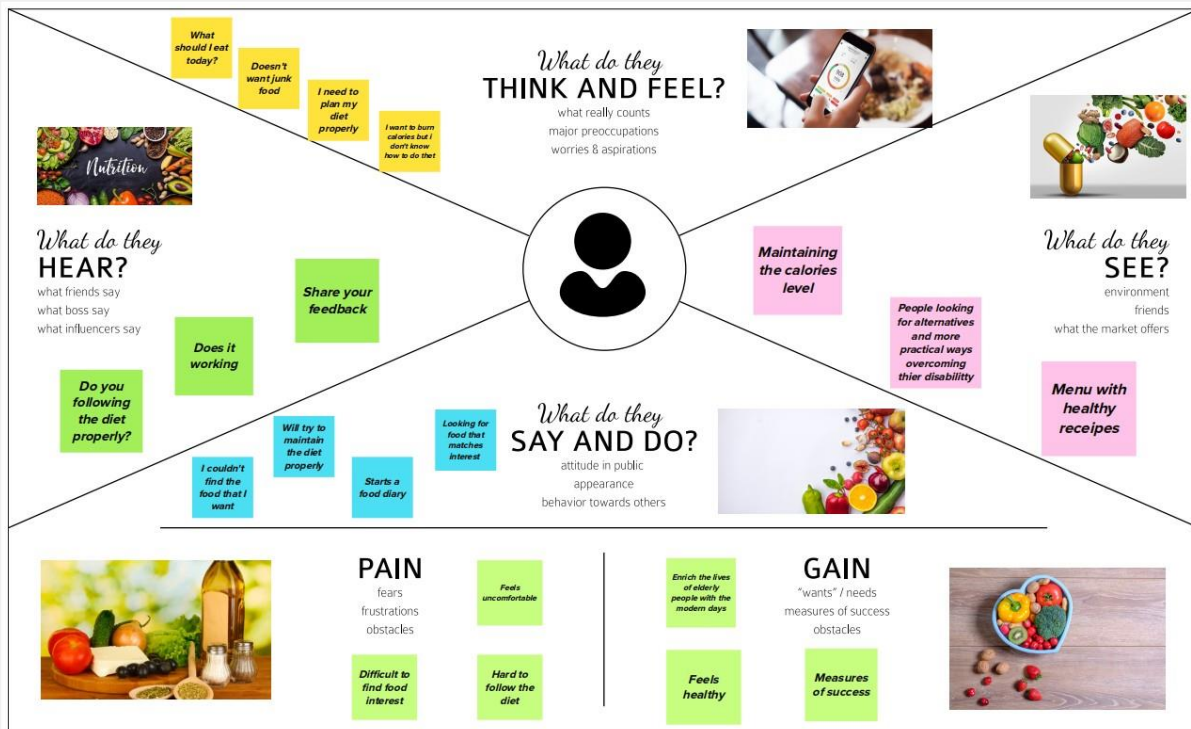 What
should I eat
today?
Doesn't
want junk
food
I need to
plan my
diet
properly
I want to burn
calories but i
don't know
how to do thet
What do they
THINK AND FEEL?
what really counts
major preoccupations
worries & aspirations
Nutrition
What do they
HEAR?
what friends say
what boss say
what influencers say
Share your
feedback
Does it
working
Do you
following
the diet
properly?
Maintaining
the calories
level
People looking
for alternatives
and more
practical ways
overcoming
thier disabilitty
Menu with
healthy
receipes
What do they
SEE?
environment
friends
what the market offers
What do they
SAY AND DO?
attitude in public
appearance
behavior towards others
I couldn't
find the
food that I
want
Will try to
maintain
the diet
properly
Starts a
food diary
Looking for
food that
matches
interest
PAIN
fears
frustrations
obstacles
Feels
uncomfortable
Difficult to
find food
interest
Hard to
follow the
diet
GAIN
"wants" / needs
measures of success
obstacles
Enrich the lives
of elderly
people with the
modern days
Feels
healthy
Measures
of success